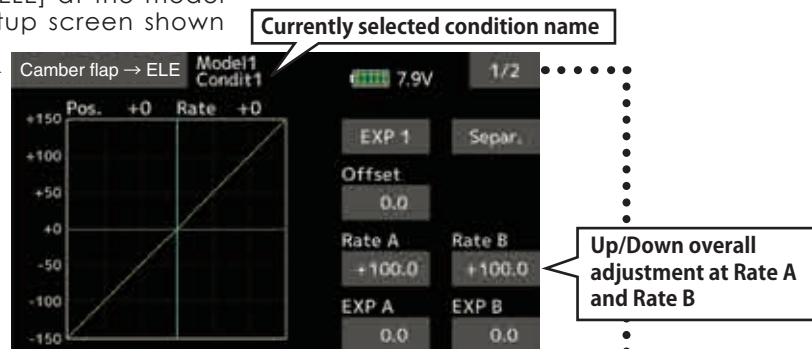 ELE] at the model
tup screen shown
Currently selected condition name
Camber flap → ELE
Model1
Condit1
7.9V
1/2
Pos. +0 Rate +0
+150
+100
+50
+0
-50
-100
-150
EXP 1
Separ.
Offset
0.0
Rate A
Rate B
+100.0
+100.0
EXP A
EXP B
0.0
0.0
Up/Down overall
adjustment at Rate A
and Rate B